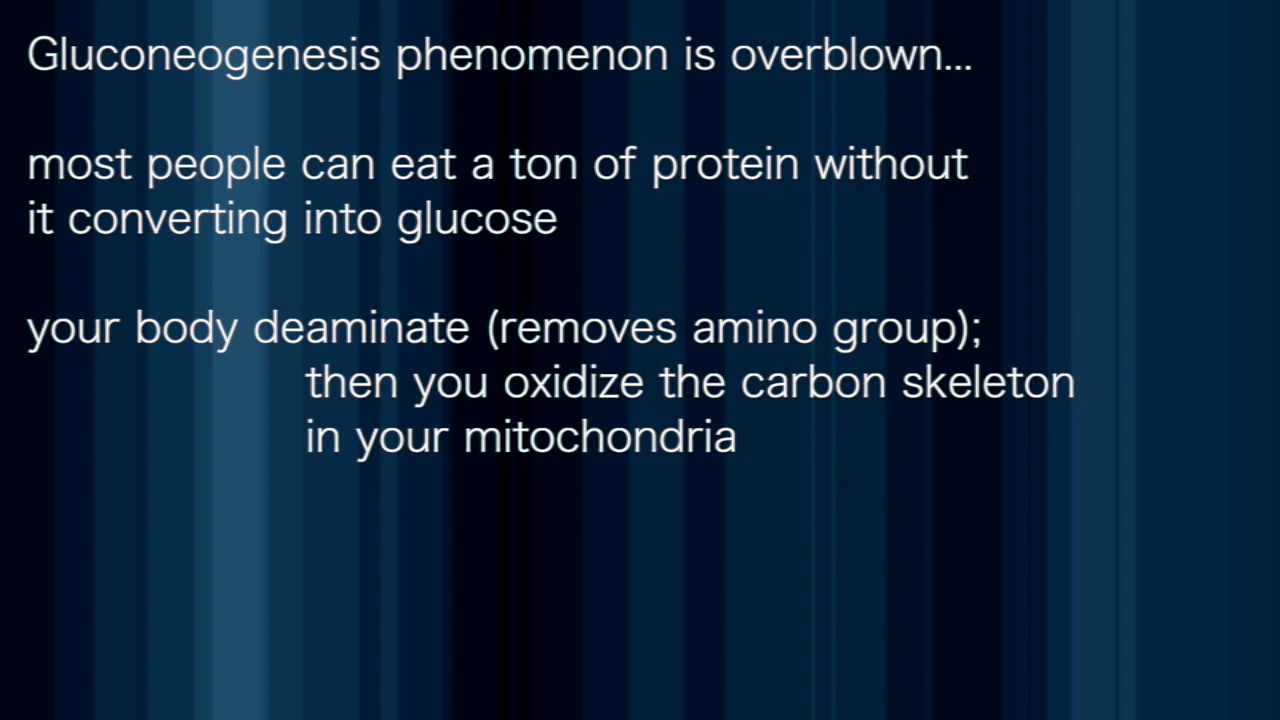 Gluconeogenesis phenomenon is overblown...
most people can eat a ton of protein without
it converting into glucose
your body deaminate (removes amino group);
then you oxidize the carbon skeleton
in your mitochondria